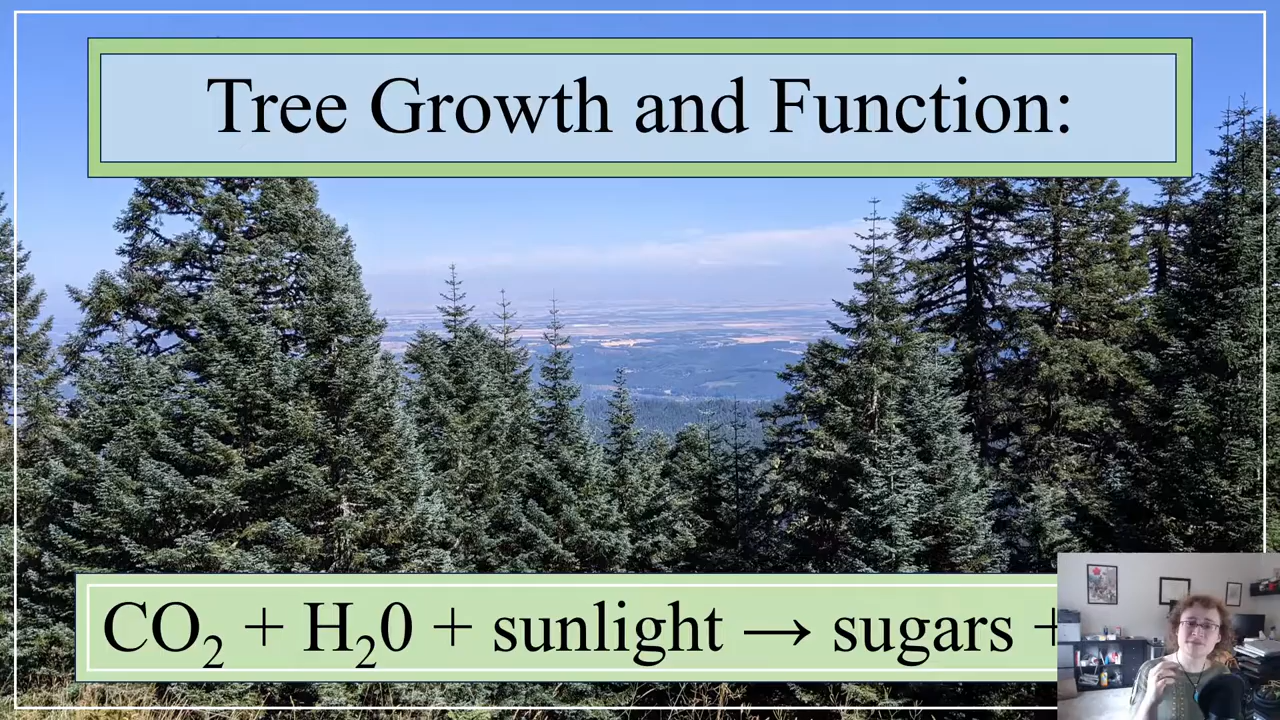 Tree Growth and Function:
CO₂ + H₂0 + sunlight → sugars +